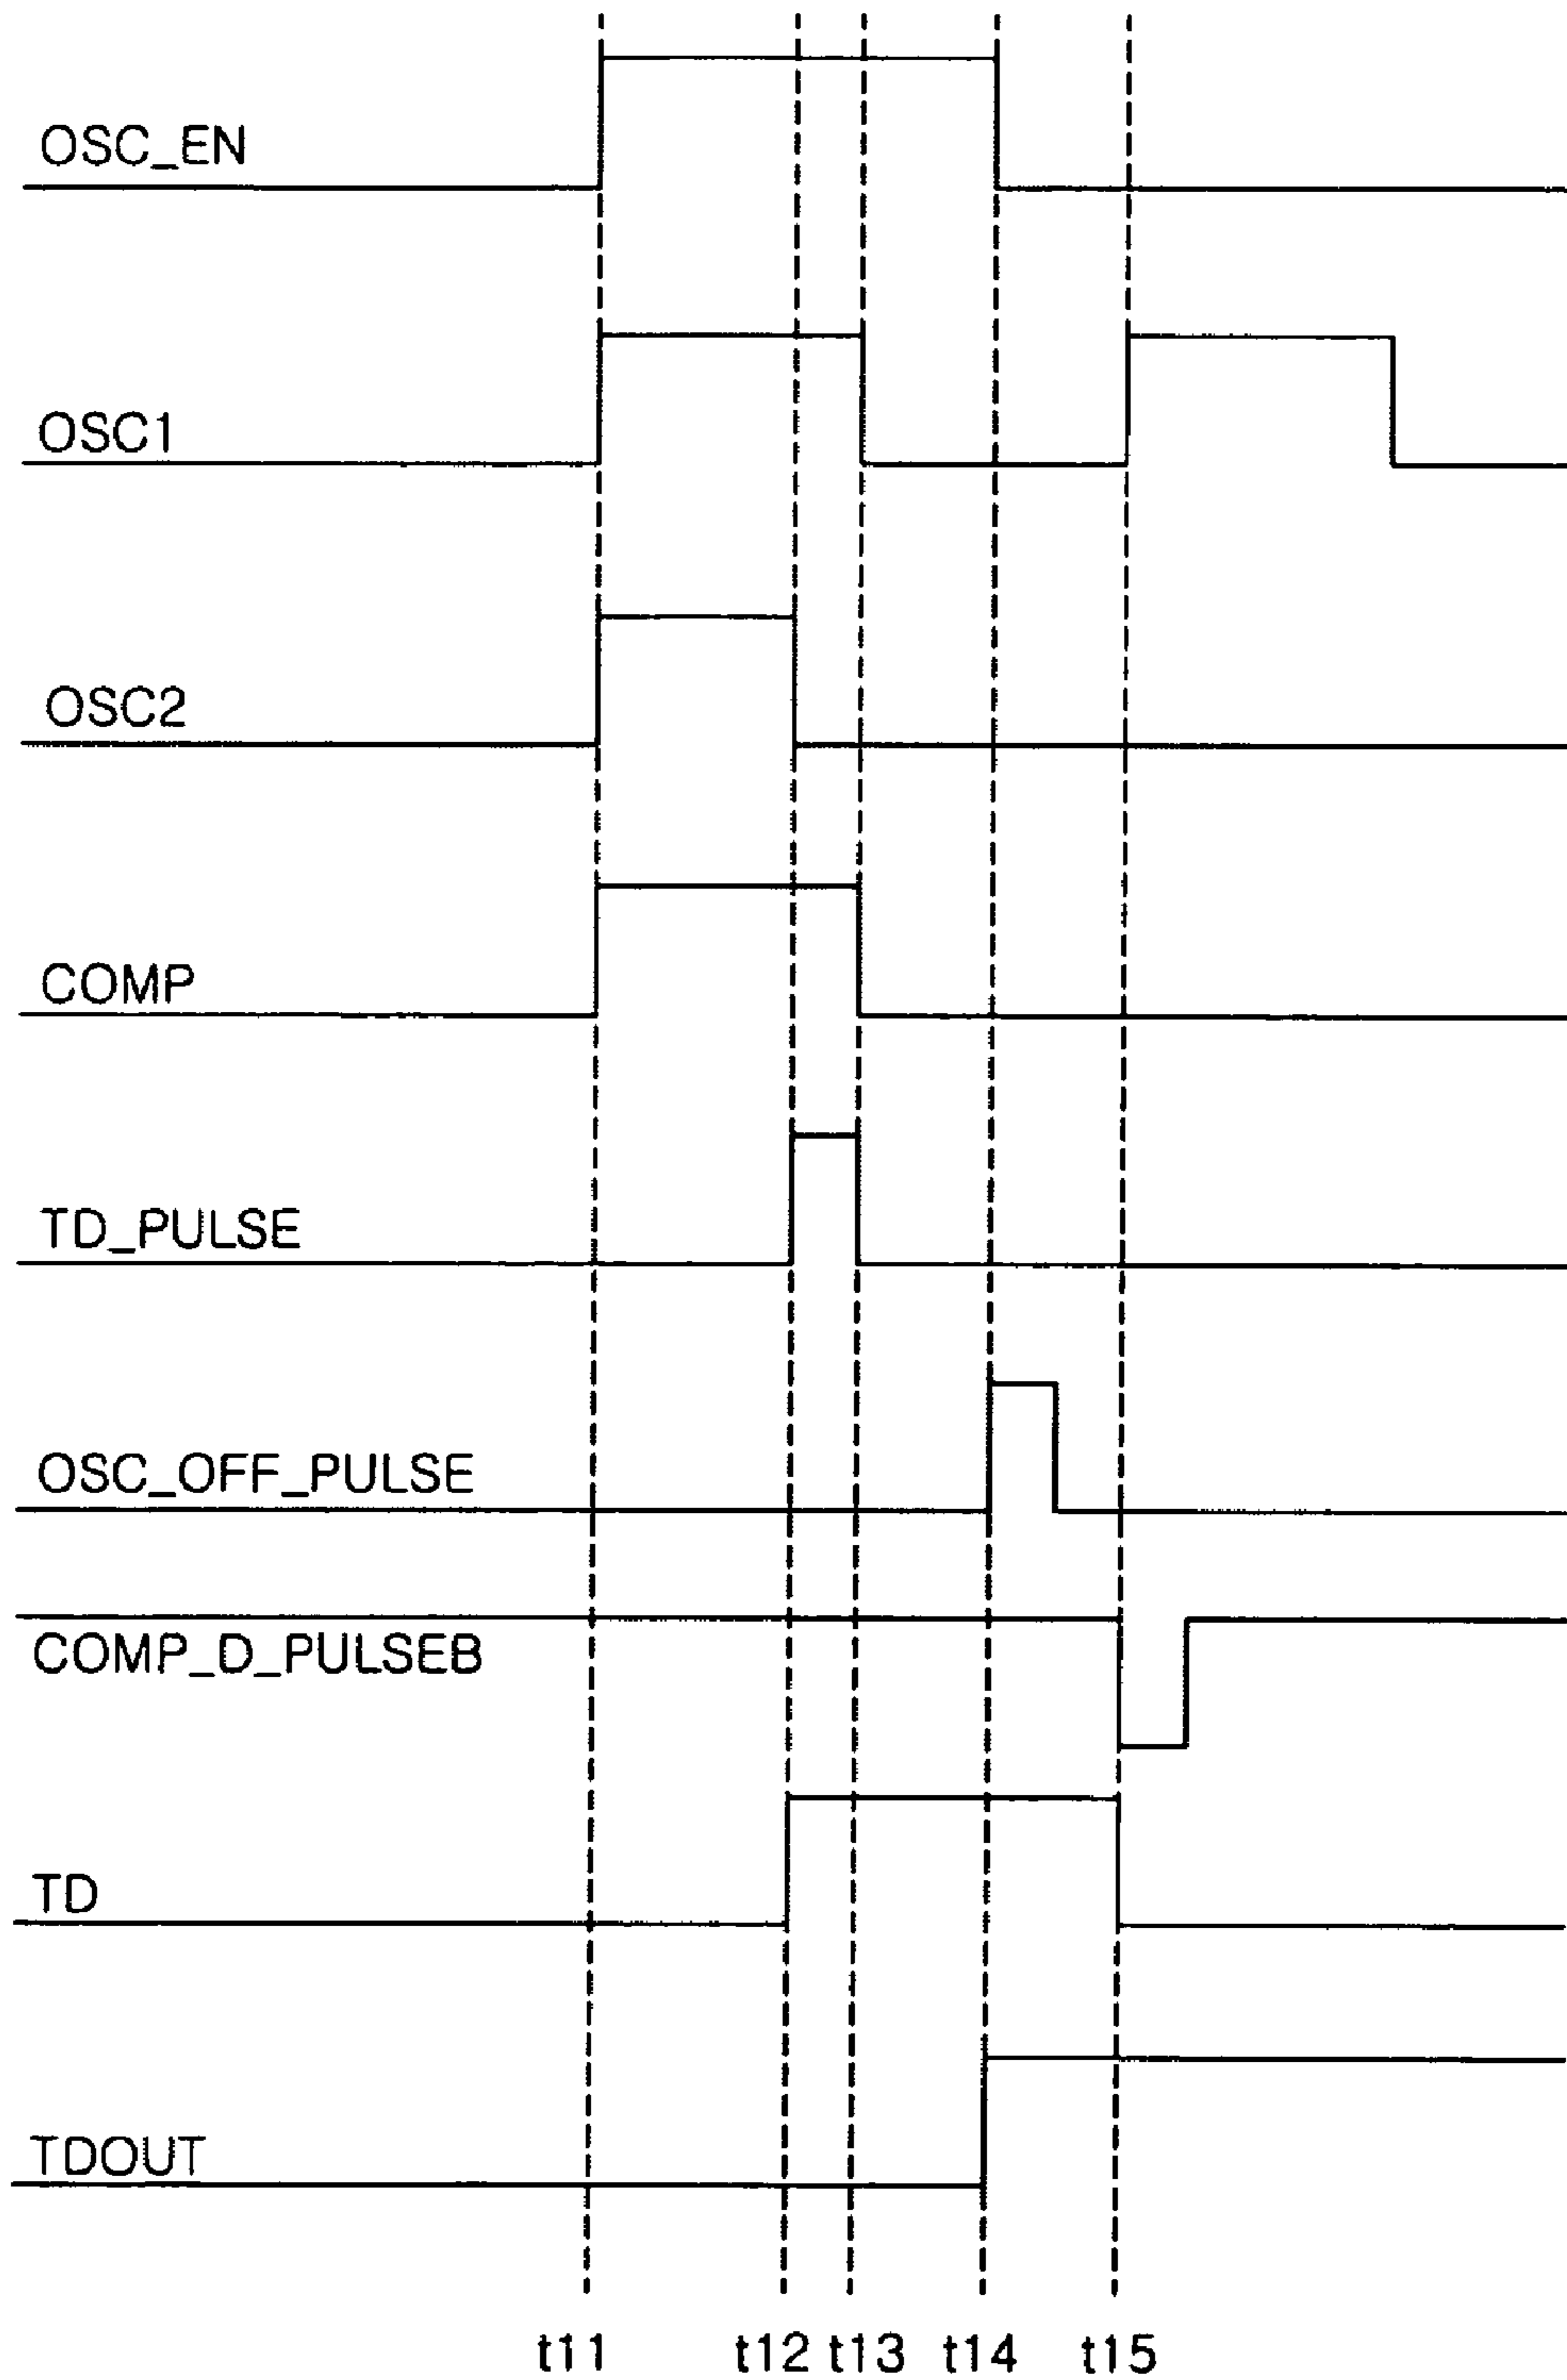 OSC_EN
OSC1
OSC2
COMP
TD_PULSE
OSC_OFF_PULSE
COMP_D_PULSEB
TD
TDOUT
t11 t12 t13 t14 t15